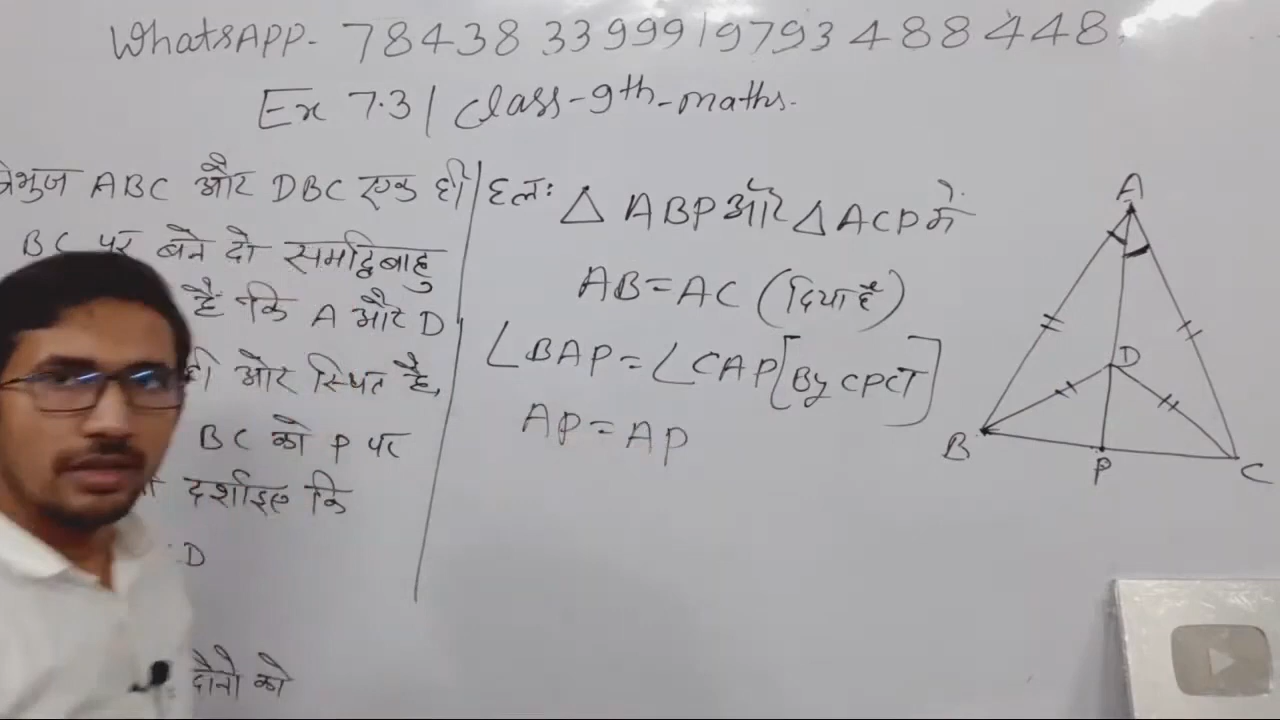 WhatsAPP- 7843833999/9793488448
Ex 7.3 / Class-9th-maths.
ABC और DBC एक ही
BC पर बने दो समद्विबाहु
है कि A और D
ओर स्थित है,
BC को P पर
दर्शाइए कि
D
दोनो को
हल: △ ABP और △ ACP में
AB=AC (दिया है)
∠BAP=∠CAP [By CPCT]
AP=AP
A
D
B
P
C